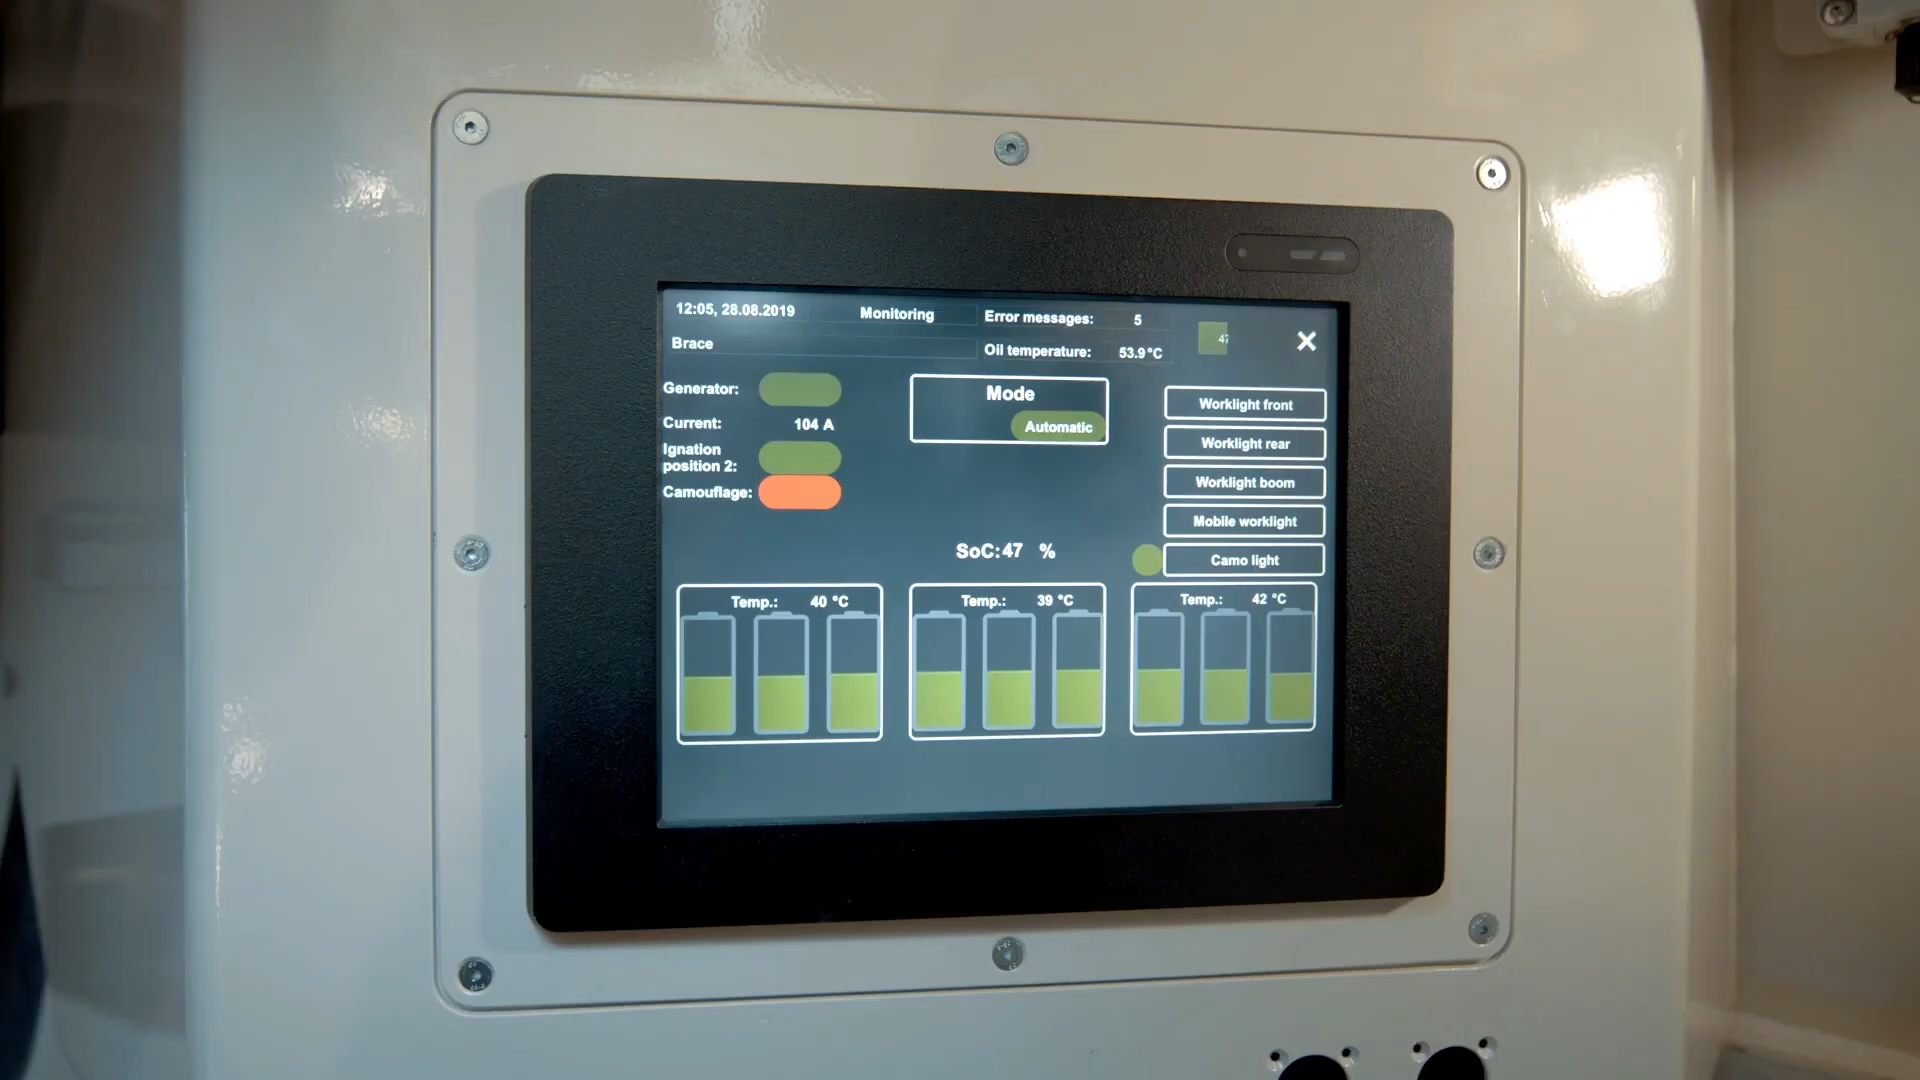 12:05, 28.08.2019
Monitoring
Error messages: 5
47
Brace
Oil temperature: 53.9 °C
Generator:
Current: 104 A
Ignation
position 2:
Camouflage:
Mode
Automatic
Worklight front
Worklight rear
Worklight boom
Mobile worklight
Camo light
SoC: 47 %
Temp.: 40 °C
Temp.: 39 °C
Temp.: 42 °C